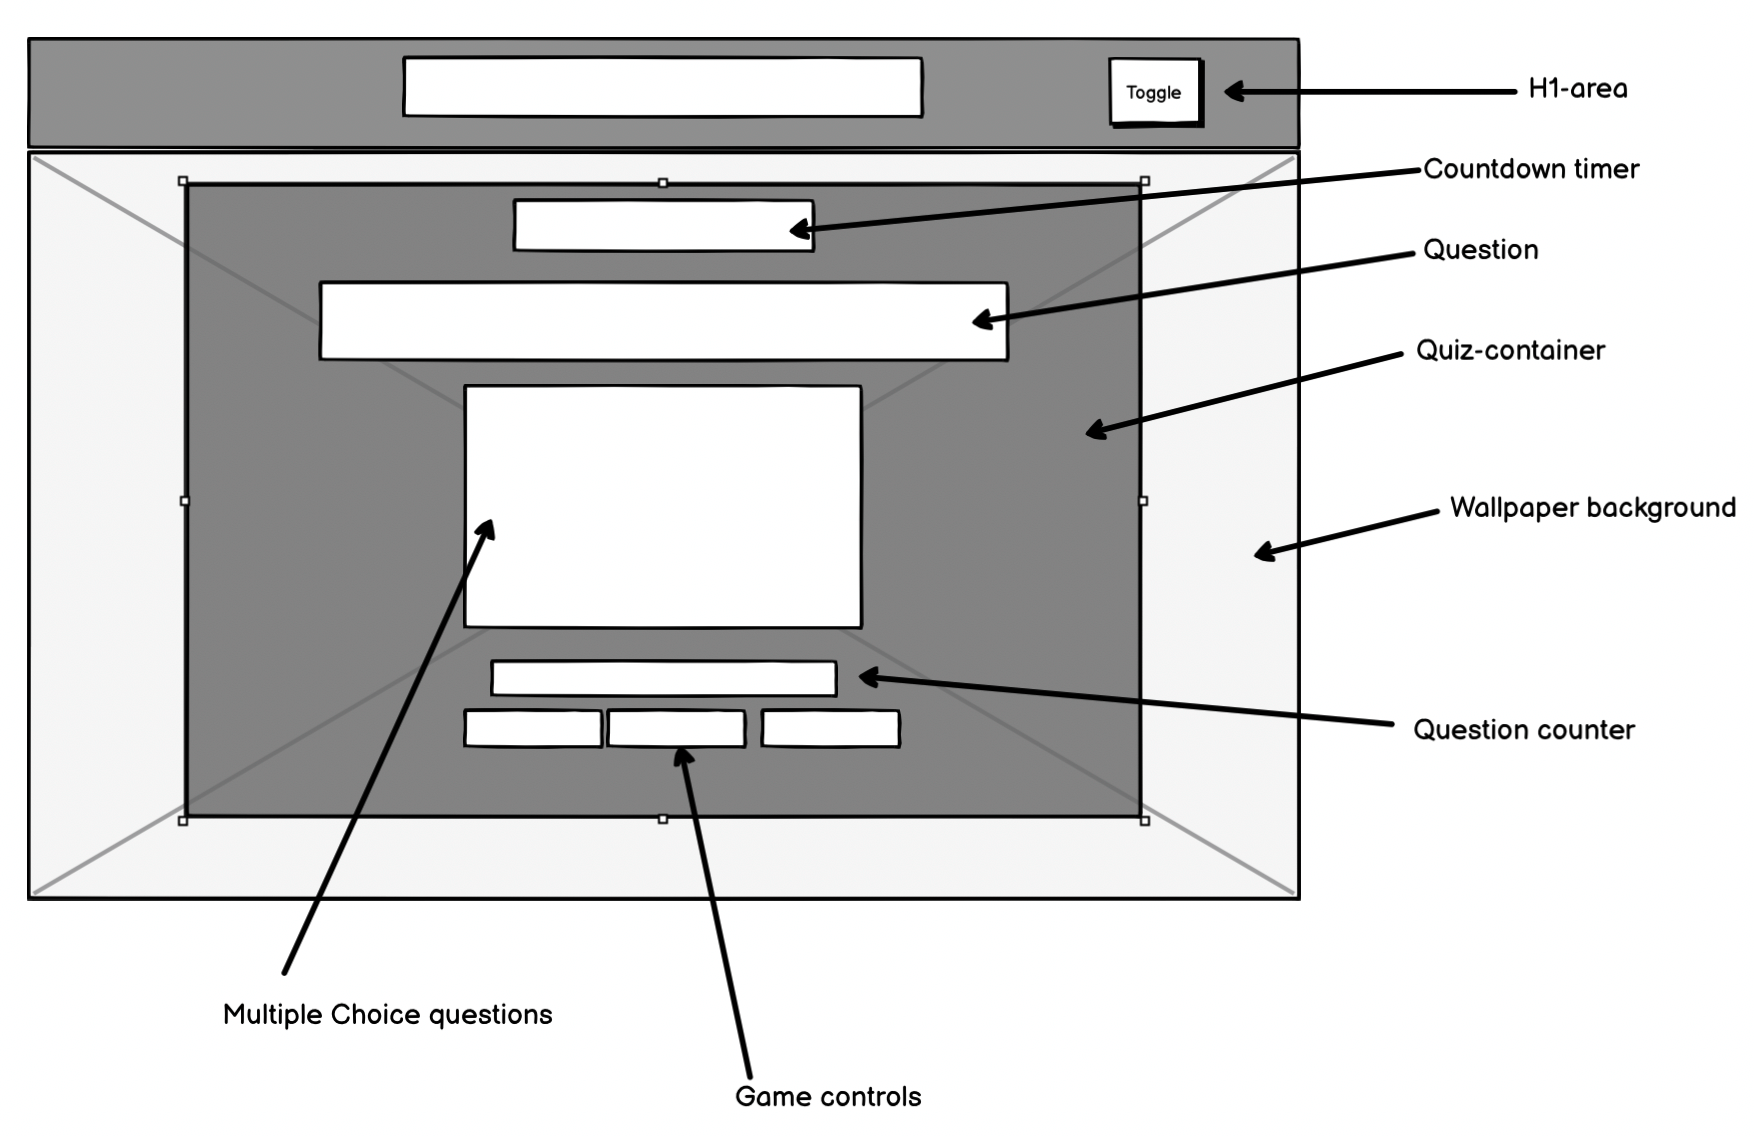 Toggle
H1-area
Countdown timer
Question
Quiz-container
Wallpaper background
Question counter
Multiple Choice questions
Game controls